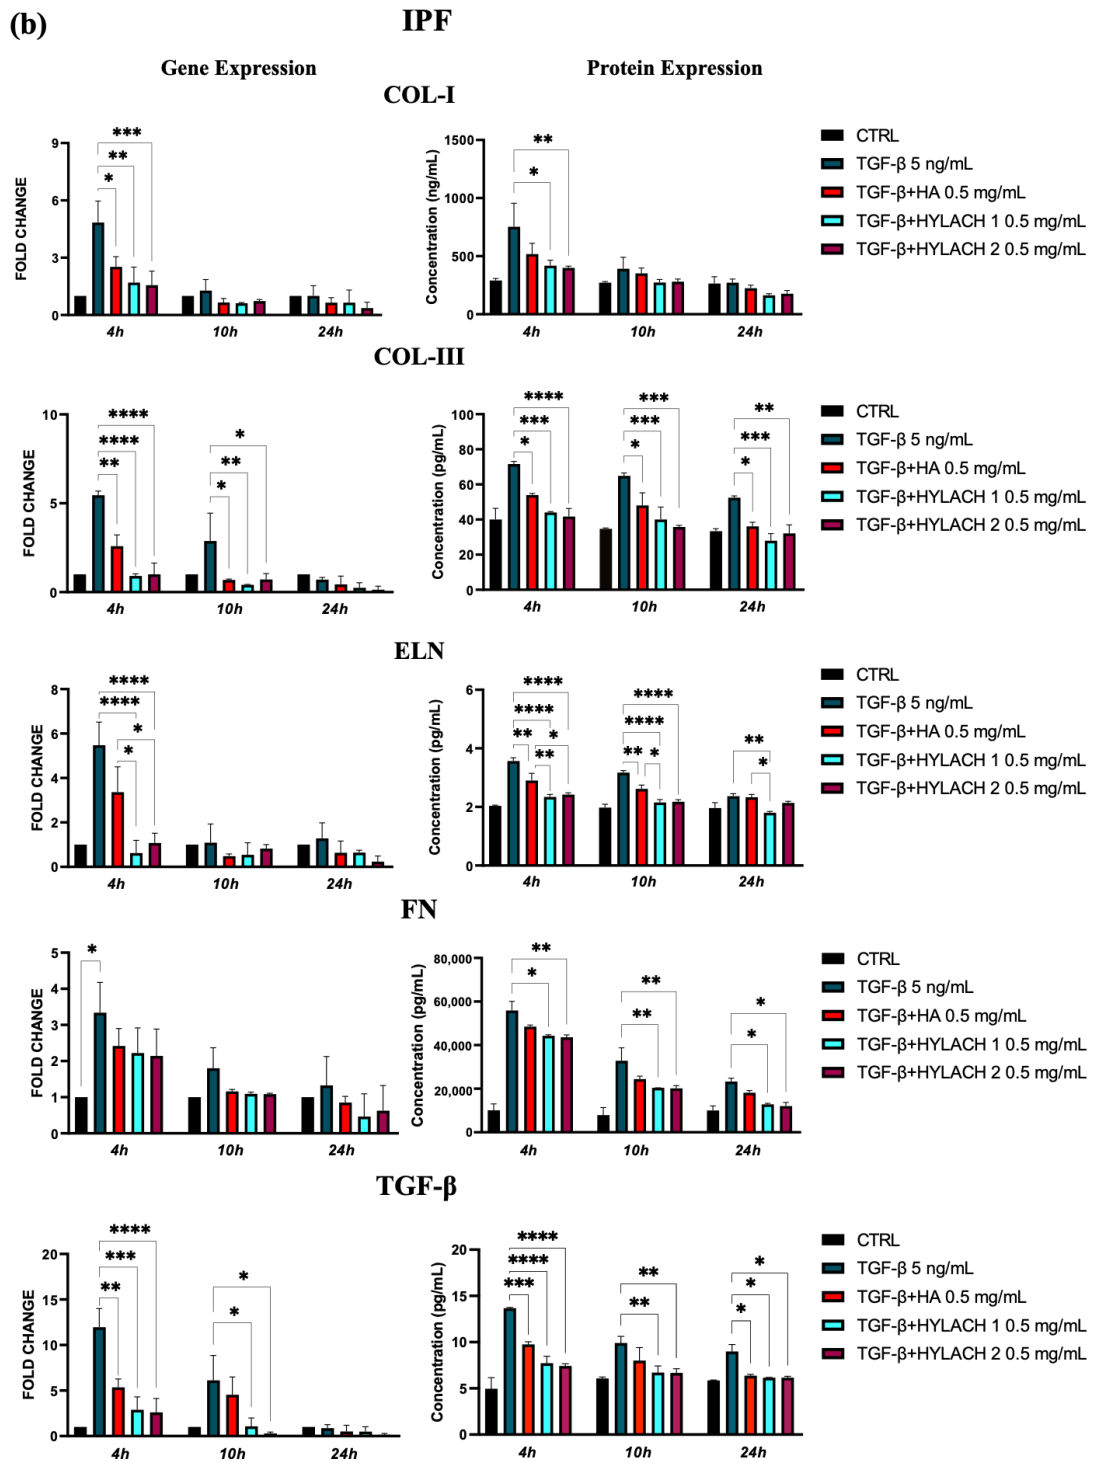 (b)
IPF
Gene Expression
Protein Expression
COL-I
FOLD CHANGE
9
6
3
0
***
**
*
4h
10h
24h
Concentration (ng/mL)
1500
1000
500
0
**
*
4h
10h
24h
CTRL
TGF-β 5 ng/mL
TGF-β+HA 0.5 mg/mL
TGF-β+HYLACH 1 0.5 mg/mL
TGF-β+HYLACH 2 0.5 mg/mL
COL-III
FOLD CHANGE
10
5
0
****
****
**
*
**
*
4h
10h
24h
Concentration (pg/mL)
100
80
60
40
20
0
****
***
*
***
***
*
**
***
*
4h
10h
24h
CTRL
TGF-β 5 ng/mL
TGF-β+HA 0.5 mg/mL
TGF-β+HYLACH 1 0.5 mg/mL
TGF-β+HYLACH 2 0.5 mg/mL
ELN
FOLD CHANGE
8
6
4
2
0
****
****
*
*
4h
10h
24h
Concentration (pg/mL)
6
4
2
0
****
****
** *
**
****
****
** *
**
*
4h
10h
24h
CTRL
TGF-β 5 ng/mL
TGF-β+HA 0.5 mg/mL
TGF-β+HYLACH 1 0.5 mg/mL
TGF-β+HYLACH 2 0.5 mg/mL
FN
FOLD CHANGE
5
4
3
2
1
0
*
4h
10h
24h
Concentration (pg/mL)
80,000
60,000
40,000
20,000
0
**
*
**
**
*
*
4h
10h
24h
CTRL
TGF-β 5 ng/mL
TGF-β+HA 0.5 mg/mL
TGF-β+HYLACH 1 0.5 mg/mL
TGF-β+HYLACH 2 0.5 mg/mL
TGF-β
FOLD CHANGE
20
15
10
5
0
****
***
**
*
*
4h
10h
24h
Concentration (pg/mL)
20
15
10
5
0
****
****
***
**
**
*
*
*
4h
10h
24h
CTRL
TGF-β 5 ng/mL
TGF-β+HA 0.5 mg/mL
TGF-β+HYLACH 1 0.5 mg/mL
TGF-β+HYLACH 2 0.5 mg/mL